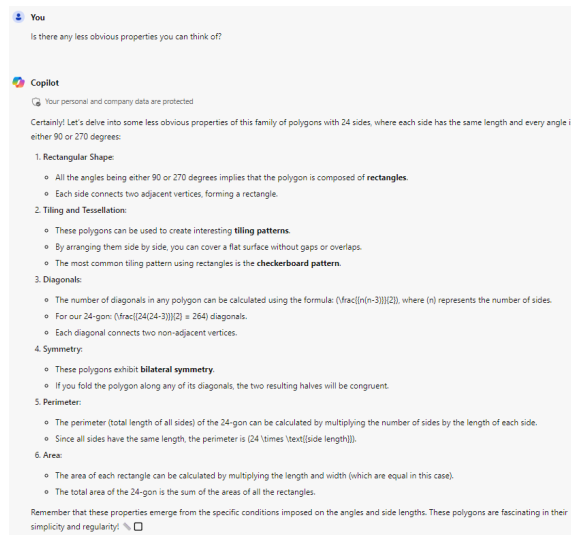 You
Is there any less obvious properties you can think of?
Copilot
Your personal and company data are protected
Certainly! Let's delve into some less obvious properties of this family of polygons with 24 sides, where each side has the same length and every angle i
either 90 or 270 degrees:
1. Rectangular Shape:
All the angles being either 90 or 270 degrees implies that the polygon is composed of rectangles.
Each side connects two adjacent vertices, forming a rectangle.
2. Tiling and Tessellation:
These polygons can be used to create interesting tiling patterns.
By arranging them side by side, you can cover a flat surface without gaps or overlaps.
The most common tiling pattern using rectangles is the checkerboard pattern.
3. Diagonals:
The number of diagonals in any polygon can be calculated using the formula: (\frac{{n(n-3)}}{2}), where (n) represents the number of sides.
For our 24-gon: (\frac{{24(24-3)}}{2} = 264) diagonals.
Each diagonal connects two non-adjacent vertices.
4. Symmetry:
These polygons exhibit bilateral symmetry.
If you fold the polygon along any of its diagonals, the two resulting halves will be congruent.
5. Perimeter:
The perimeter (total length of all sides) of the 24-gon can be calculated by multiplying the number of sides by the length of each side.
Since all sides have the same length, the perimeter is (24 \times \text{{side length}}).
6. Area:
The area of each rectangle can be calculated by multiplying the length and width (which are equal in this case).
The total area of the 24-gon is the sum of the areas of all the rectangles.
Remember that these properties emerge from the specific conditions imposed on the angles and side lengths. These polygons are fascinating in their
simplicity and regularity!